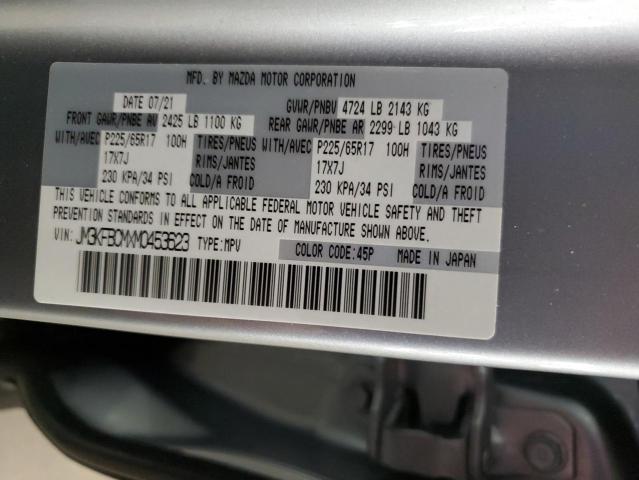 MFD. BY MAZDA MOTOR CORPORATION
DATE 07/21 GVWR/PNBV 4724 LB 2143 KG
FRONT GAWR/PNBE AV 2425 LB 1100 KG REAR GAWR/PNBE AR 2299 LB 1043 KG
WITH/AVEC P225/65R17 100H TIRES/PNEUS WITH/AVEC P225/65R17 100H TIRES/PNEUS
17X7J RIMS/JANTES 17X7J RIMS/JANTES
230 KPA/34 PSI COLD/A FROID 230 KPA/34 PSI COLD/A FROID
THIS VEHICLE CONFORMS TO ALL APPLICABLE FEDERAL MOTOR VEHICLE SAFETY AND THEFT
PREVENTION STANDARDS IN EFFECT ON THE DATE OF MANUFACTURE SHOWN ABOVE.
VIN: JM3KFBCMXM0453623 TYPE:MPV COLOR CODE:45P MADE IN JAPAN